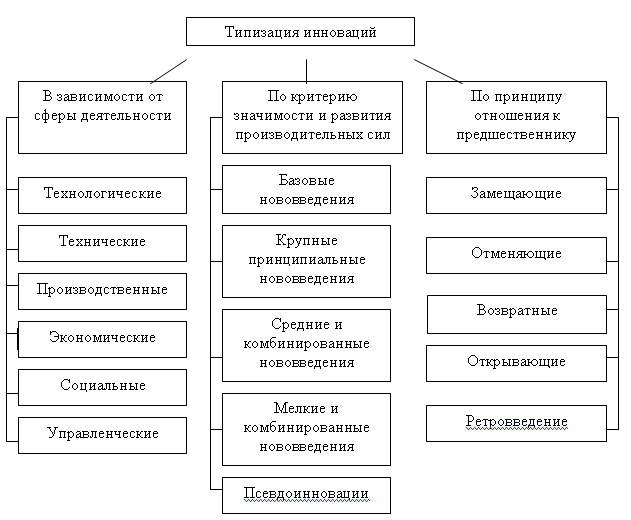 Типизация инноваций
В зависимости от
сферы деятельности
Технологические
Технические
Производственные
Экономические
Социальные
Управленческие
По критерию
значимости и развития
производительных сил
Базовые
нововведения
Крупные
принципиальные
нововведения
Средние и
комбинированные
нововведения
Мелкие и
комбинированные
нововведения
Псевдоинновации
По принципу
отношения к
предшественнику
Замещающие
Отменяющие
Возвратные
Открывающие
Ретровведение